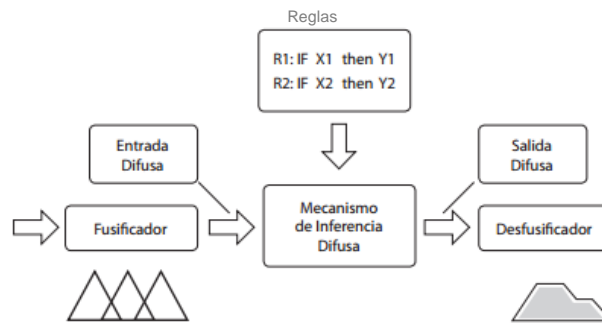 Reglas
R1: IF X1 then Y1
R2: IF X2 then Y2
Entrada
Difusa
Salida
Difusa
Fusificador
Mecanismo
de Inferencia
Difusa
Desfusificador